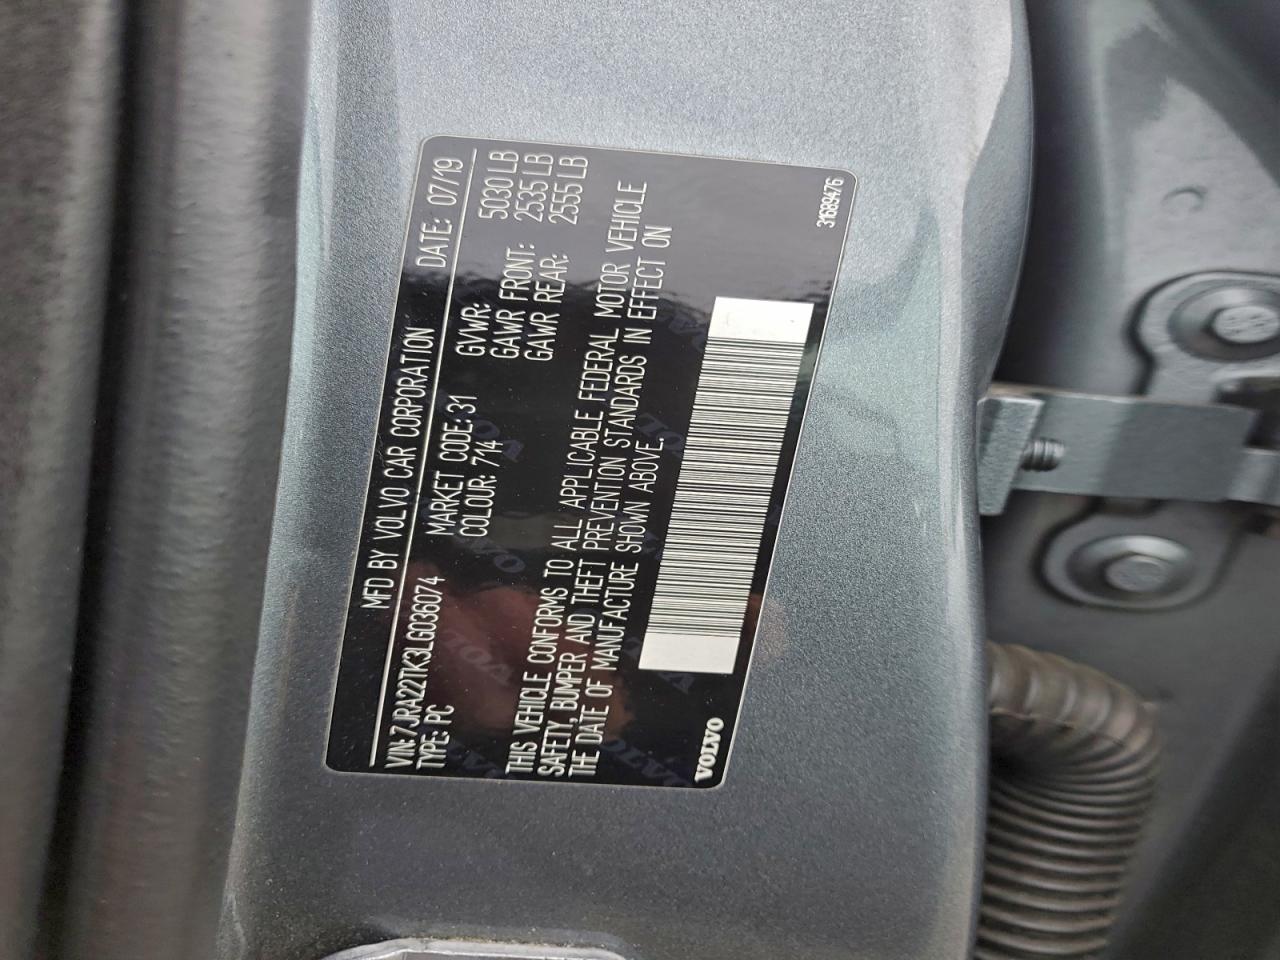 MFD BY VOLVO CAR CORPORATION DATE: 07/19
VIN: 7JRA22TK3LG036074
TYPE: PC
MARKET CODE: 31
COLOUR: 714
GVWR: 5030 LB
GAWR FRONT: 2535 LB
GAWR REAR: 2555 LB
THIS VEHICLE CONFORMS TO ALL APPLICABLE FEDERAL MOTOR VEHICLE
SAFETY, BUMPER AND THEFT PREVENTION STANDARDS IN EFFECT ON
THE DATE OF MANUFACTURE SHOWN ABOVE.
VOLVO
31689476